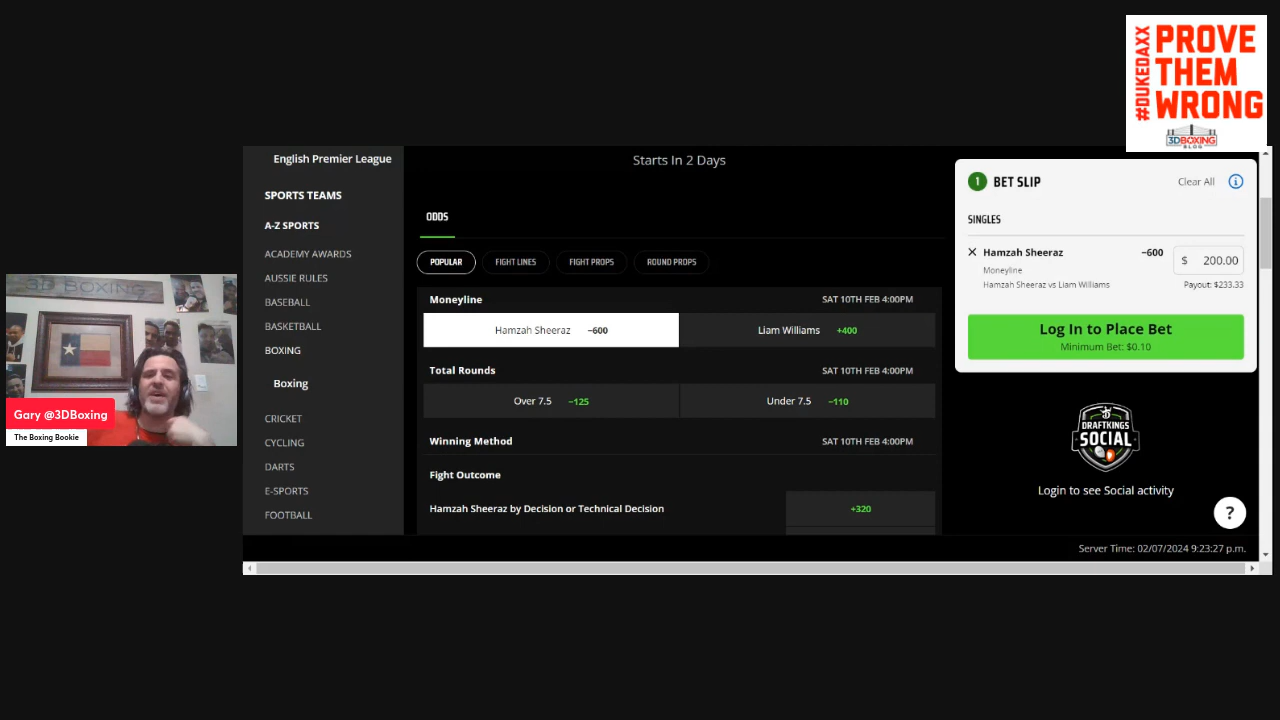 #DUKEDAXX
PROVE
THEM
WRONG
3DBOXING
BLOG
English Premier League
SPORTS TEAMS
A-Z SPORTS
ACADEMY AWARDS
AUSSIE RULES
BASEBALL
BASKETBALL
BOXING
Boxing
CRICKET
CYCLING
DARTS
E-SPORTS
FOOTBALL
Starts In 2 Days
ODDS
POPULAR FIGHT LINES FIGHT PROPS ROUND PROPS
Moneyline SAT 10TH FEB 4:00PM
Hamzah Sheeraz −600 Liam Williams +400
Total Rounds SAT 10TH FEB 4:00PM
Over 7.5 −125 Under 7.5 −110
Winning Method SAT 10TH FEB 4:00PM
Fight Outcome
Hamzah Sheeraz by Decision or Technical Decision +320
1 BET SLIP Clear All i
SINGLES
× Hamzah Sheeraz −600 $ 200.00
Moneyline
Hamzah Sheeraz vs Liam Williams Payout: $233.33
Log In to Place Bet
Minimum Bet: $0.10
DRAFTKINGS
SOCIAL
Login to see Social activity
?
Server Time: 02/07/2024 9:23:27 p.m.
3D BOXING
Gary @3DBoxing
The Boxing Bookie